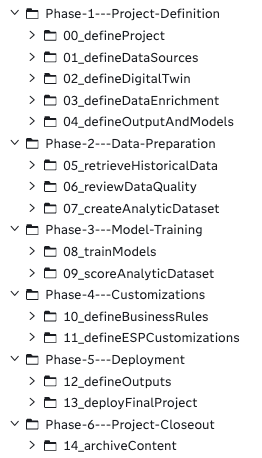 Phase-1---Project-Definition
00_defineProject
01_defineDataSources
02_defineDigitalTwin
03_defineDataEnrichment
04_defineOutputAndModels
Phase-2---Data-Preparation
05_retrieveHistoricalData
06_reviewDataQuality
07_createAnalyticDataset
Phase-3---Model-Training
08_trainModels
09_scoreAnalyticDataset
Phase-4---Customizations
10_defineBusinessRules
11_defineESPCustomizations
Phase-5---Deployment
12_defineOutputs
13_deployFinalProject
Phase-6---Project-Closeout
14_archiveContent